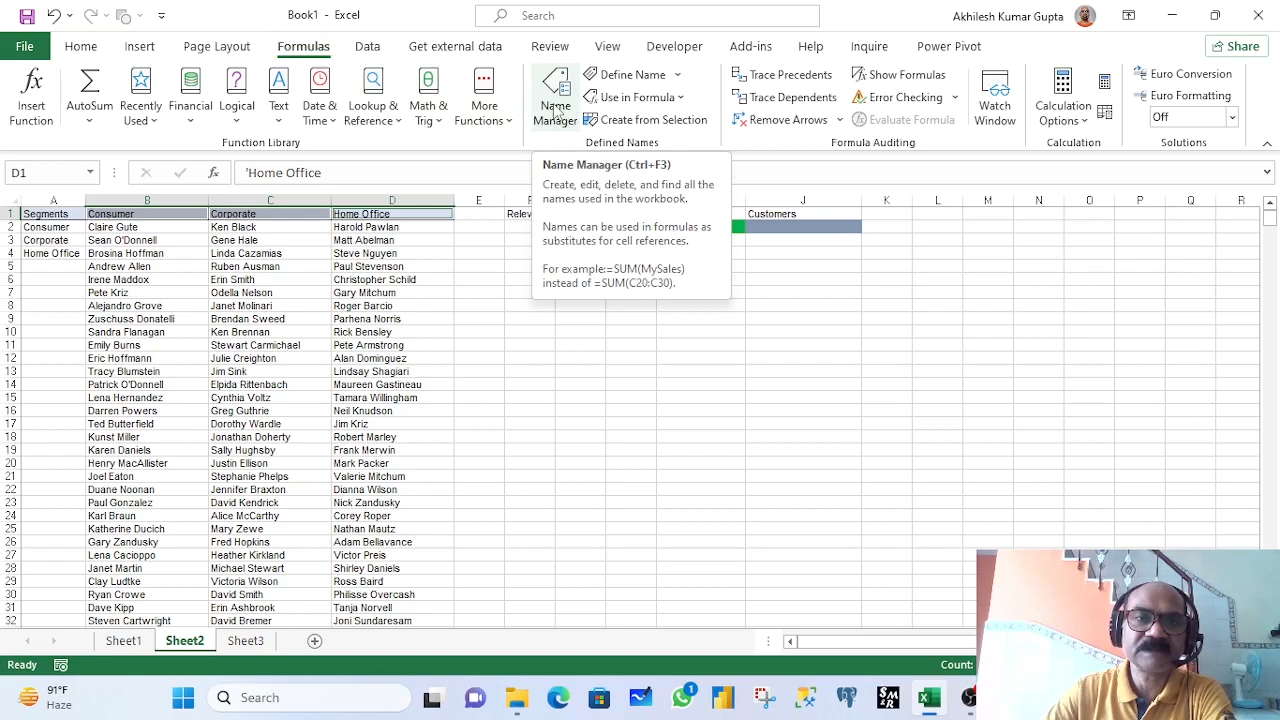 Book1 - Excel
Search
Akhilesh Kumar Gupta
File
Home
Insert
Page Layout
Formulas
Data
Get external data
Review
View
Developer
Add-ins
Help
Inquire
Power Pivot
Share
Insert Function
AutoSum
Recently Used
Financial
Logical
Text
Date & Time
Lookup & Reference
Math & Trig
More Functions
Function Library
Name Manager
Define Name
Use in Formula
Create from Selection
Defined Names
Trace Precedents
Trace Dependents
Remove Arrows
Show Formulas
Error Checking
Evaluate Formula
Formula Auditing
Watch Window
Calculation Options
Calculation
Euro Conversion
Euro Formatting
Off
Solutions
D1
fx
'Home Office
Name Manager (Ctrl+F3)
Create, edit, delete, and find all the
names used in the workbook.
Names can be used in formulas as
substitutes for cell references.
For example:=SUM(MySales)
instead of =SUM(C20:C30).
A B C D E J K L M N O P Q R
1 Segments Consumer Corporate Home Office Relev Customers
2 Consumer Claire Gute Ken Black Harold Pawlan
3 Corporate Sean O'Donnell Gene Hale Matt Abelman
4 Home Office Brosina Hoffman Linda Cazamias Steve Nguyen
5 Andrew Allen Ruben Ausman Paul Stevenson
6 Irene Maddox Erin Smith Christopher Schild
7 Pete Kriz Odella Nelson Gary Mitchum
8 Alejandro Grove Janet Molinari Roger Barcio
9 Zuschuss Donatelli Brendan Sweed Parhena Norris
10 Sandra Flanagan Ken Brennan Rick Bensley
11 Emily Burns Stewart Carmichael Pete Armstrong
12 Eric Hoffmann Julie Creighton Alan Dominguez
13 Tracy Blumstein Jim Sink Lindsay Shagiari
14 Patrick O'Donnell Elpida Rittenbach Maureen Gastineau
15 Lena Hernandez Cynthia Voltz Tamara Willingham
16 Darren Powers Greg Guthrie Neil Knudson
17 Ted Butterfield Dorothy Wardle Jim Kriz
18 Kunst Miller Jonathan Doherty Robert Marley
19 Karen Daniels Sally Hughsby Frank Merwin
20 Henry MacAllister Justin Ellison Mark Packer
21 Joel Eaton Stephanie Phelps Valerie Mitchum
22 Duane Noonan Jennifer Braxton Dianna Wilson
23 Paul Gonzalez David Kendrick Nick Zandusky
24 Karl Braun Alice McCarthy Corey Roper
25 Katherine Ducich Mary Zewe Nathan Mautz
26 Gary Zandusky Fred Hopkins Adam Bellavance
27 Lena Cacioppo Heather Kirkland Victor Preis
28 Janet Martin Michael Stewart Shirley Daniels
29 Clay Ludtke Victoria Wilson Ross Baird
30 Ryan Crowe David Smith Philisse Overcash
31 Dave Kipp Erin Ashbrook Tanja Norvell
32 Steven Cartwright David Bremer Joni Sundaresam
Sheet1
Sheet2
Sheet3
Ready
Count:
91°F
Haze
Search
1